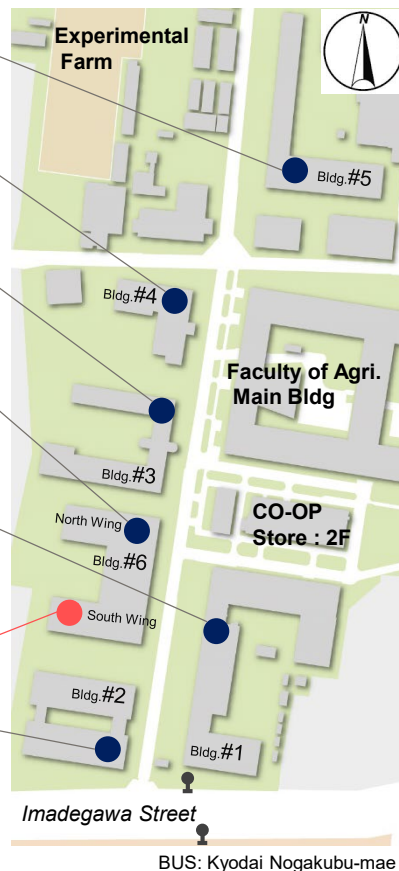 N
Experimental
Farm
Bldg.#5
Bldg.#4
Faculty of Agri.
Main Bldg
Bldg.#3
CO-OP
Store : 2F
North Wing
Bldg.#6
South Wing
Bldg.#2
Bldg.#1
Imadegawa Street
BUS: Kyodai Nogakubu-mae